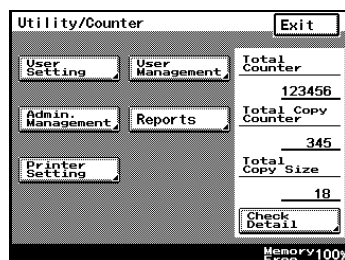 Utility/Counter
Exit
User
Setting
User
Management
Admin.
Management
Reports
Printer
Setting
Total
Counter
123456
Total Copy
Counter
345
Total
Copy Size
18
Check
Detail
Memory 100%
Free